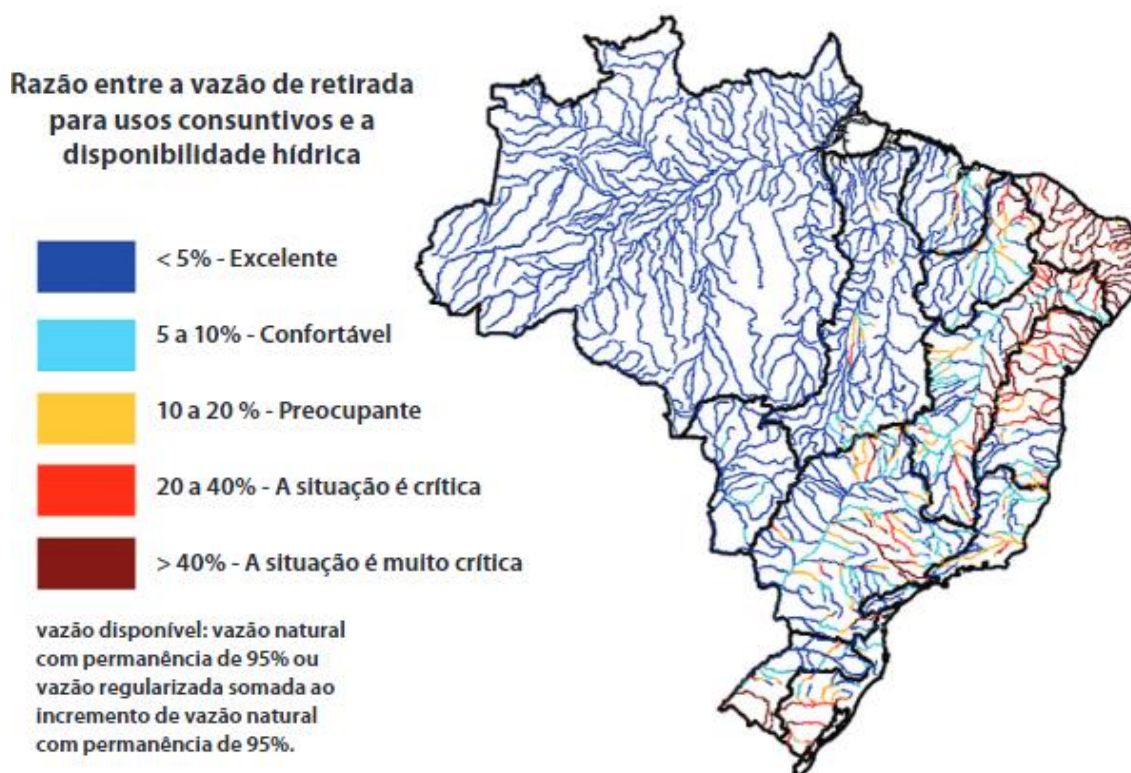 Razão entre a vazão de retirada
para usos consuntivos e a
disponibilidade hídrica
< 5% - Excelente
5 a 10% - Confortável
10 a 20 % - Preocupante
20 a 40% - A situação é crítica
> 40% - A situação é muito crítica
vazão disponível: vazão natural
com permanência de 95% ou
vazão regularizada somada ao
incremento de vazão natural
com permanência de 95%.